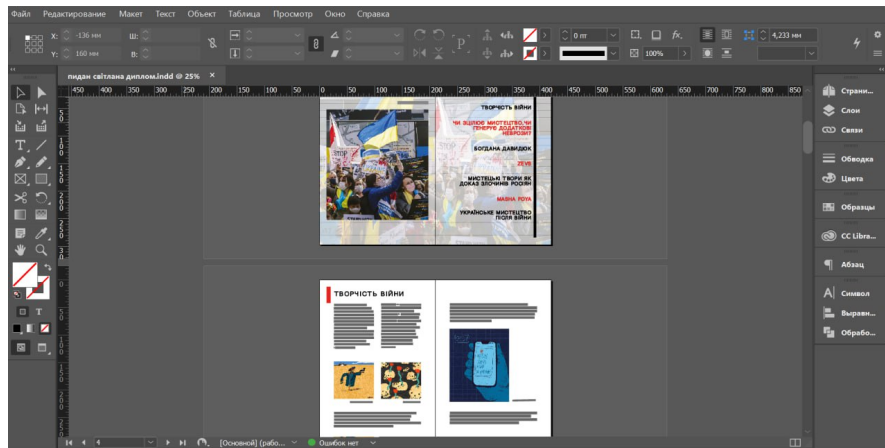 Файл Редактирование Макет Текст Объект Таблица Просмотр Окно Справка
X: -136 мм Ш: 0 пт 4,233 мм
Y: 160 мм В: 100%
пидан світлана диплом.indd @ 25% ×
450 400 350 300 250 200 150 100 50 0 50 100 150 200 250 300 350 400 450 500 550 600 650 700 750 800 850
ТВОРЧІСТЬ ВІЙНИ
ЧИ ЗЦІЛЮЄ МИСТЕЦТВО,ЧИ
ГЕНЕРУЄ ДОДАТКОВІ
НЕВРОЗИ?
БОГДАНА ДАВИДЮК
ZEVS
МИСТЕЦЬКІ ТВОРИ ЯК
ДОКАЗ ЗЛОЧИНІВ РОСІЯН
MASHA FOYA
УКРАЇНСЬКЕ МИСТЕЦТВО
ПІСЛЯ ВІЙНИ
STOP
ТВОРЧІСТЬ ВІЙНИ
Страни...
Слои
Связи
Обводка
Цвета
Образцы
CC Libra...
Абзац
Символ
Выравн...
Обрабо...
4 [Основной] (рабо... Ошибок нет